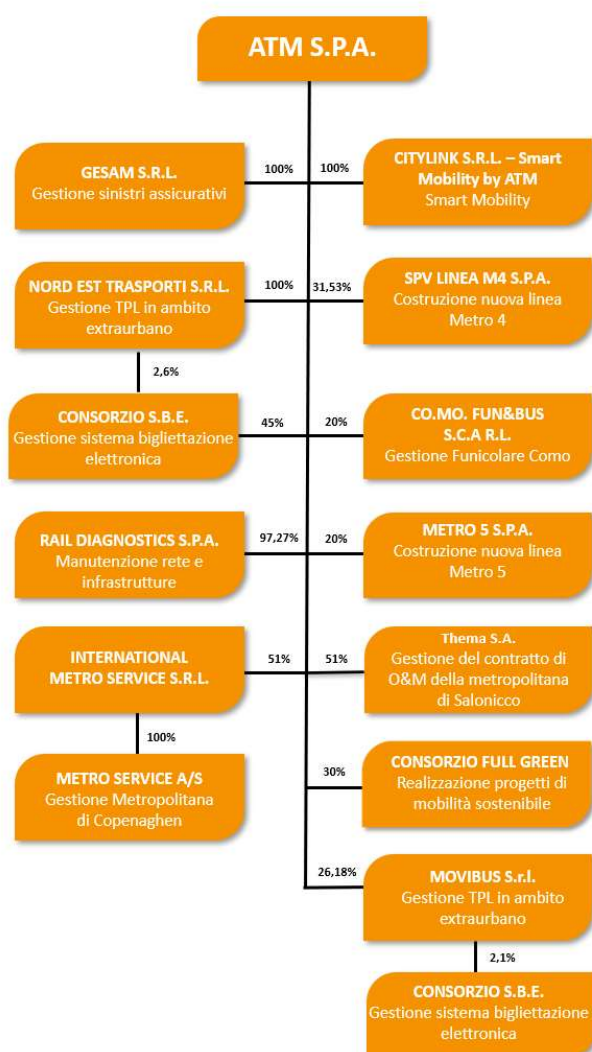 ATM S.P.A.
GESAM S.R.L.
Gestione sinistri assicurativi
100%
100%
CITYLINK S.R.L. – Smart
Mobility by ATM
Smart Mobility
NORD EST TRASPORTI S.R.L.
Gestione TPL in ambito
extraurbano
100%
31,53%
SPV LINEA M4 S.P.A.
Costruzione nuova linea
Metro 4
2,6%
CONSORZIO S.B.E.
Gestione sistema bigliettazione
elettronica
45%
20%
CO.MO. FUN&BUS
S.C.A R.L.
Gestione Funicolare Como
RAIL DIAGNOSTICS S.P.A.
Manutenzione rete e
infrastrutture
97,27%
20%
METRO 5 S.P.A.
Costruzione nuova linea
Metro 5
INTERNATIONAL
METRO SERVICE S.R.L.
51%
51%
Thema S.A.
Gestione del contratto di
O&M della metropolitana
di Salonicco
100%
METRO SERVICE A/S
Gestione Metropolitana
di Copenaghen
30%
CONSORZIO FULL GREEN
Realizzazione progetti di
mobilità sostenibile
26,18%
MOVIBUS S.r.l.
Gestione TPL in ambito
extraurbano
2,1%
CONSORZIO S.B.E.
Gestione sistema bigliettazione
elettronica